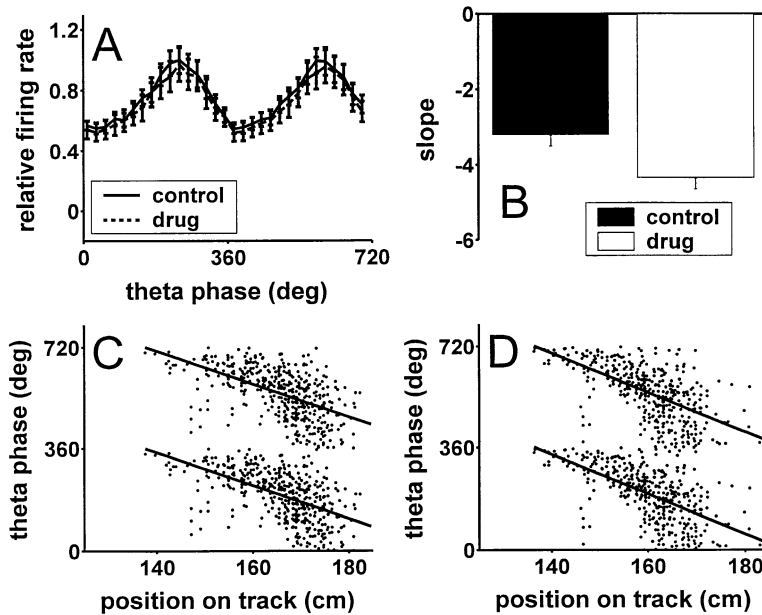 A
1.2
0.8
0.4
0
relative firing rate
control
drug
0 360 720
theta phase (deg)
0
-2
-4
-6
slope
B
control
drug
C
720
360
0
theta phase (deg)
140 160 180
position on track (cm)
D
720
360
0
theta phase (deg)
140 160 180
position on track (cm)